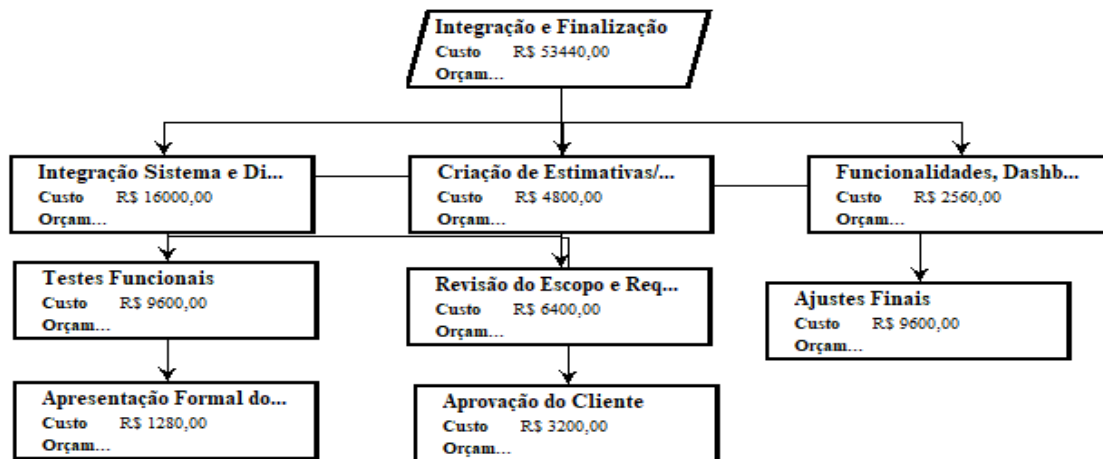 Integração e Finalização
Custo R$ 53440,00
Orçam...
Integração Sistema e Di...
Custo R$ 16000,00
Orçam...
Criação de Estimativas/...
Custo R$ 4800,00
Orçam...
Funcionalidades, Dashb...
Custo R$ 2560,00
Orçam...
Testes Funcionais
Custo R$ 9600,00
Orçam...
Revisão do Escopo e Req...
Custo R$ 6400,00
Orçam...
Ajustes Finais
Custo R$ 9600,00
Orçam...
Apresentação Formal do...
Custo R$ 1280,00
Orçam...
Aprovação do Cliente
Custo R$ 3200,00
Orçam...